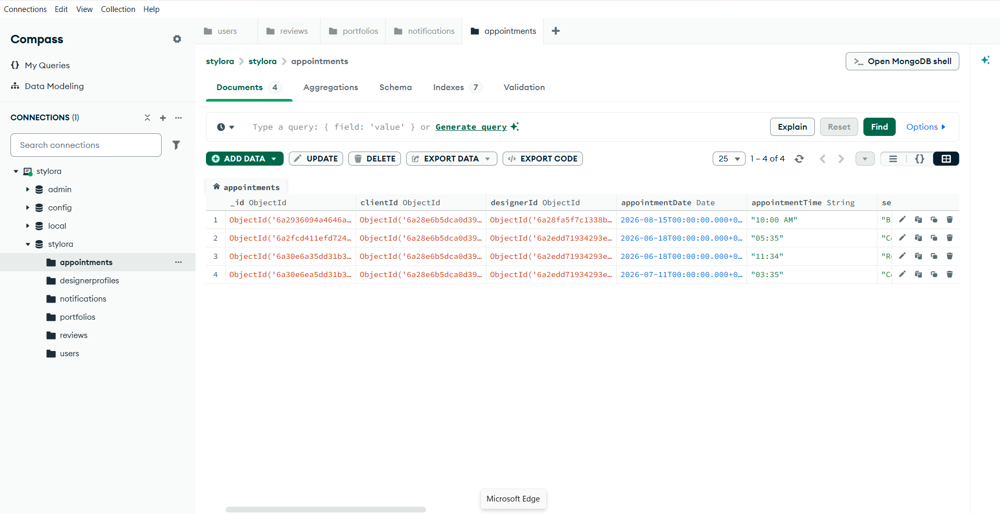 Connections Edit View Collection Help
Compass
My Queries
Data Modeling
CONNECTIONS (1)
Search connections
stylora
admin
config
local
stylora
appointments
designerprofiles
notifications
portfolios
reviews
users
users reviews portfolios notifications appointments
stylora stylora appointments
>_ Open MongoDB shell
Documents 4 Aggregations Schema Indexes 7 Validation
Type a query: { field: 'value' } or Generate query
Explain Reset Find Options
ADD DATA UPDATE DELETE EXPORT DATA EXPORT CODE
25 1 – 4 of 4
appointments
_id ObjectId clientId ObjectId designerId ObjectId appointmentDate Date appointmentTime String se
1 ObjectId('6a2936094a4646a… ObjectId('6a28e6b5dca0d39… ObjectId('6a28fa5f7c1338b… 2026-08-15T00:00:00.000+0… "10:00 AM" "B
2 ObjectId('6a2fcd411efd724… ObjectId('6a28e6b5dca0d39… ObjectId('6a2edd71934293e… 2026-06-18T00:00:00.000+0… "05:35" "Co
3 ObjectId('6a30e6a35dd31b3… ObjectId('6a28e6b5dca0d39… ObjectId('6a2edd71934293e… 2026-06-18T00:00:00.000+0… "11:34" "Re
4 ObjectId('6a30e6ea5dd31b3… ObjectId('6a28e6b5dca0d39… ObjectId('6a2edd71934293e… 2026-07-11T00:00:00.000+0… "03:35" "Co
Microsoft Edge